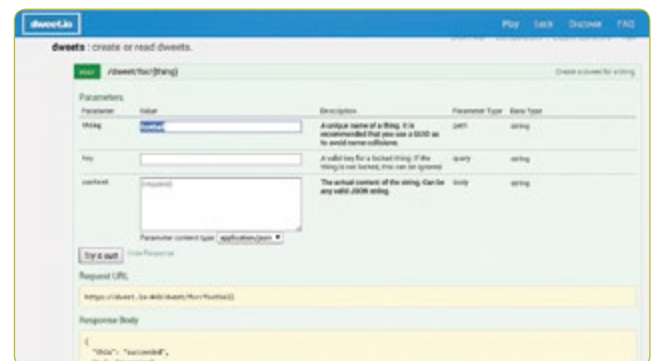 dweet.io
Play Lock Discover FAQ
dweets : create or read dweets.
POST /dweet/for/{thing} Create a dweet for a thing.
Parameters
Parameter Value Description Parameter Type Data Type
thing A unique name of a thing. It is path string
recommended that you use a GUID as
to avoid name collisions.
key A valid key for a locked thing. If the query string
thing is not locked, this can be ignored.
content (required) The actual content of the string. Can be body string
any valid JSON string.
Parameter content type: application/json
Try it out! Hide Response
Request URL
Response Body
{
"this": "succeeded",